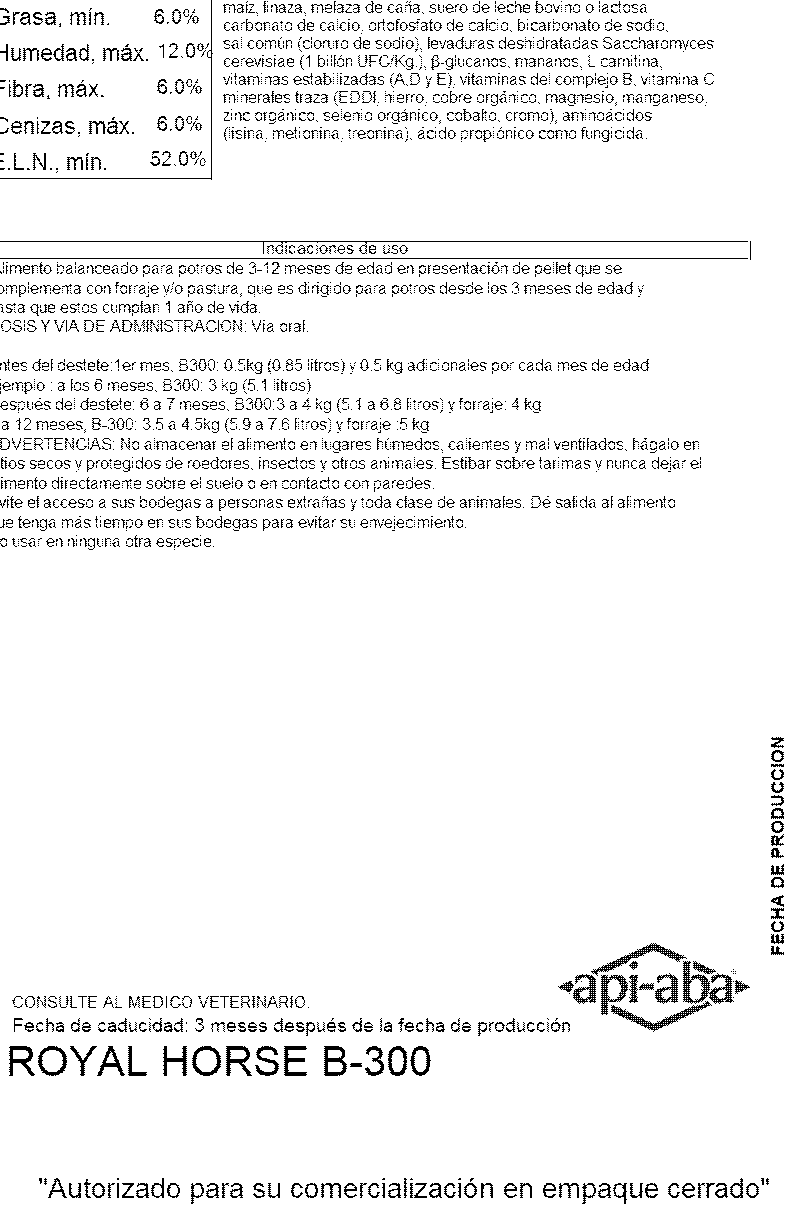 Grasa, mín. 6.0%
Humedad, máx. 12.0%
Fibra, máx. 6.0%
Cenizas, máx. 6.0%
E.L.N., mín. 52.0%
maíz, linaza, melaza de caña, suero de leche bovino o lactosa
carbonato de calcio, ortofosfato de calcio, bicarbonato de sodio,
sal común (cloruro de sodio), levaduras deshidratadas Saccharomyces
cerevisiae (1 billón UFC/Kg.), β-glucanos, mananos, L carnitina,
vitaminas estabilizadas (A,D y E), vitaminas del complejo B, vitamina C
minerales traza (EDDI, hierro, cobre orgánico, magnesio, manganeso,
zinc orgánico, selenio orgánico, cobalto, cromo), aminoácidos
(lisina, metionina, treonina), ácido propiónico como fungicida.
Indicaciones de uso
limento balanceado para potros de 3-12 meses de edad en presentación de pellet que se
omplementa con forraje y/o pastura, que es dirigido para potros desde los 3 meses de edad y
asta que estos cumplan 1 año de vida.
OSIS Y VIA DE ADMINISTRACION: Via oral.
ntes del destete:1er mes, B300: 0.5kg (0.85 litros) y 0.5 kg adicionales por cada mes de edad
jemplo : a los 6 meses, B300: 3 kg (5.1 litros)
espués del destete: 6 a 7 meses, B300:3 a 4 kg (5.1 a 6.8 litros) y forraje: 4 kg
a 12 meses, B-300: 3.5 a 4.5kg (5.9 a 7.6 litros) y forraje :5 kg
DVERTENCIAS: No almacenar el alimento en lugares húmedos, calientes y mal ventilados, hágalo en
tios secos y protegidos de roedores, insectos y otros animales. Estibar sobre tarimas y nunca dejar el
imento directamente sobre el suelo o en contacto con paredes.
vite el acceso a sus bodegas a personas extrañas y toda clase de animales. Dé salida al alimento
ue tenga más tiempo en sus bodegas para evitar su envejecimiento.
o usar en ninguna otra especie.
FECHA DE PRODUCCION
api-aba
CONSULTE AL MEDICO VETERINARIO.
Fecha de caducidad: 3 meses después de la fecha de producción
ROYAL HORSE B-300
"Autorizado para su comercialización en empaque cerrado"